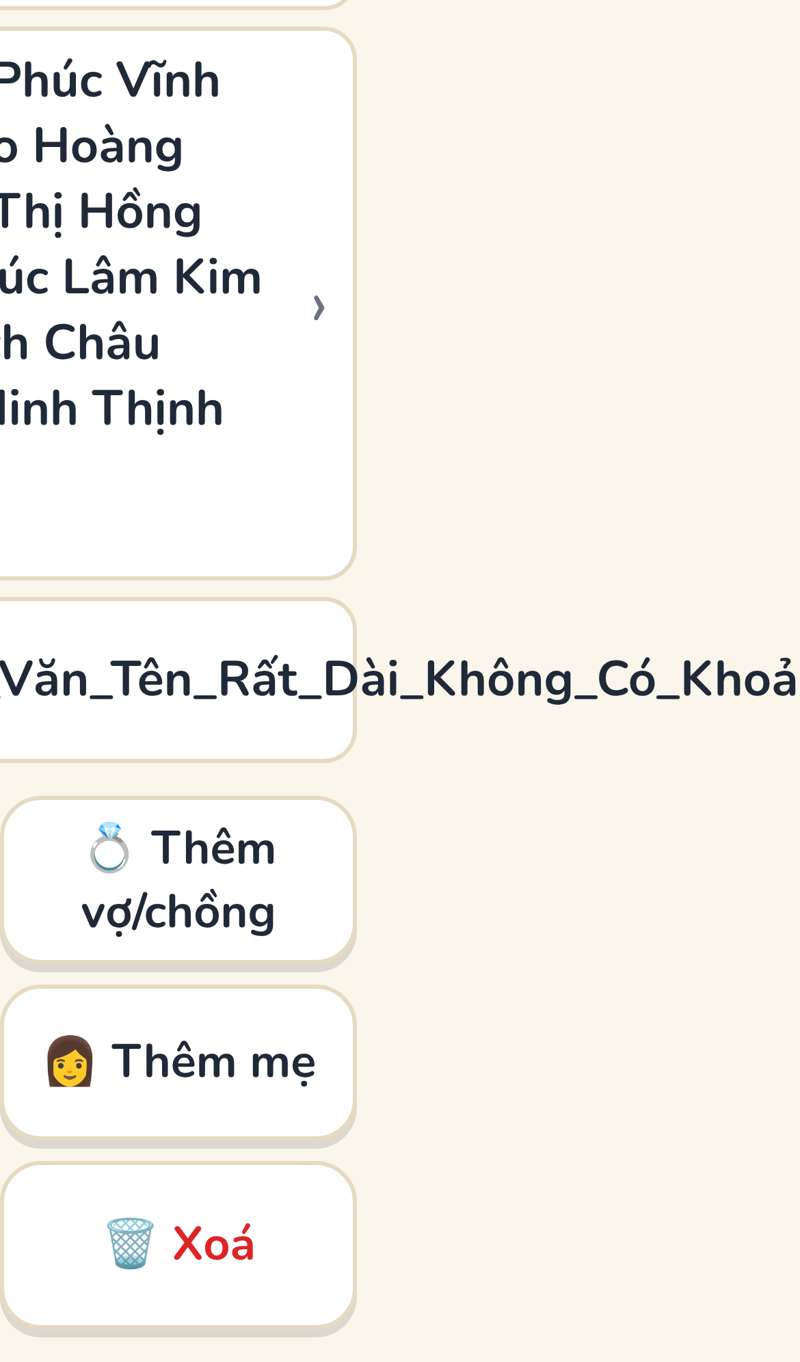 Phúc Vĩnh
o Hoàng
Thị Hồng
úc Lâm Kim
h Châu
linh Thịnh
›
Văn_Tên_Rất_Dài_Không_Có_Khoả
💍 Thêm
vợ/chồng
👩 Thêm mẹ
🗑️ Xoá